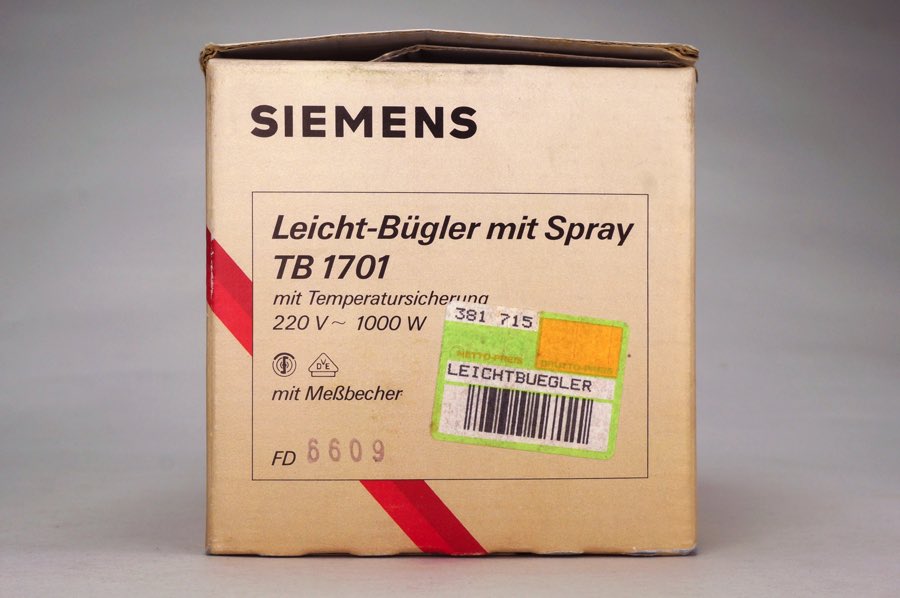 SIEMENS
Leicht-Bügler mit Spray
TB 1701
mit Temperatursicherung
220 V ~ 1000 W
VDE
mit Meßbecher
FD 6609
381 715
NETTO-PREIS BRUTTO-PREIS
LEICHTBUEGLER